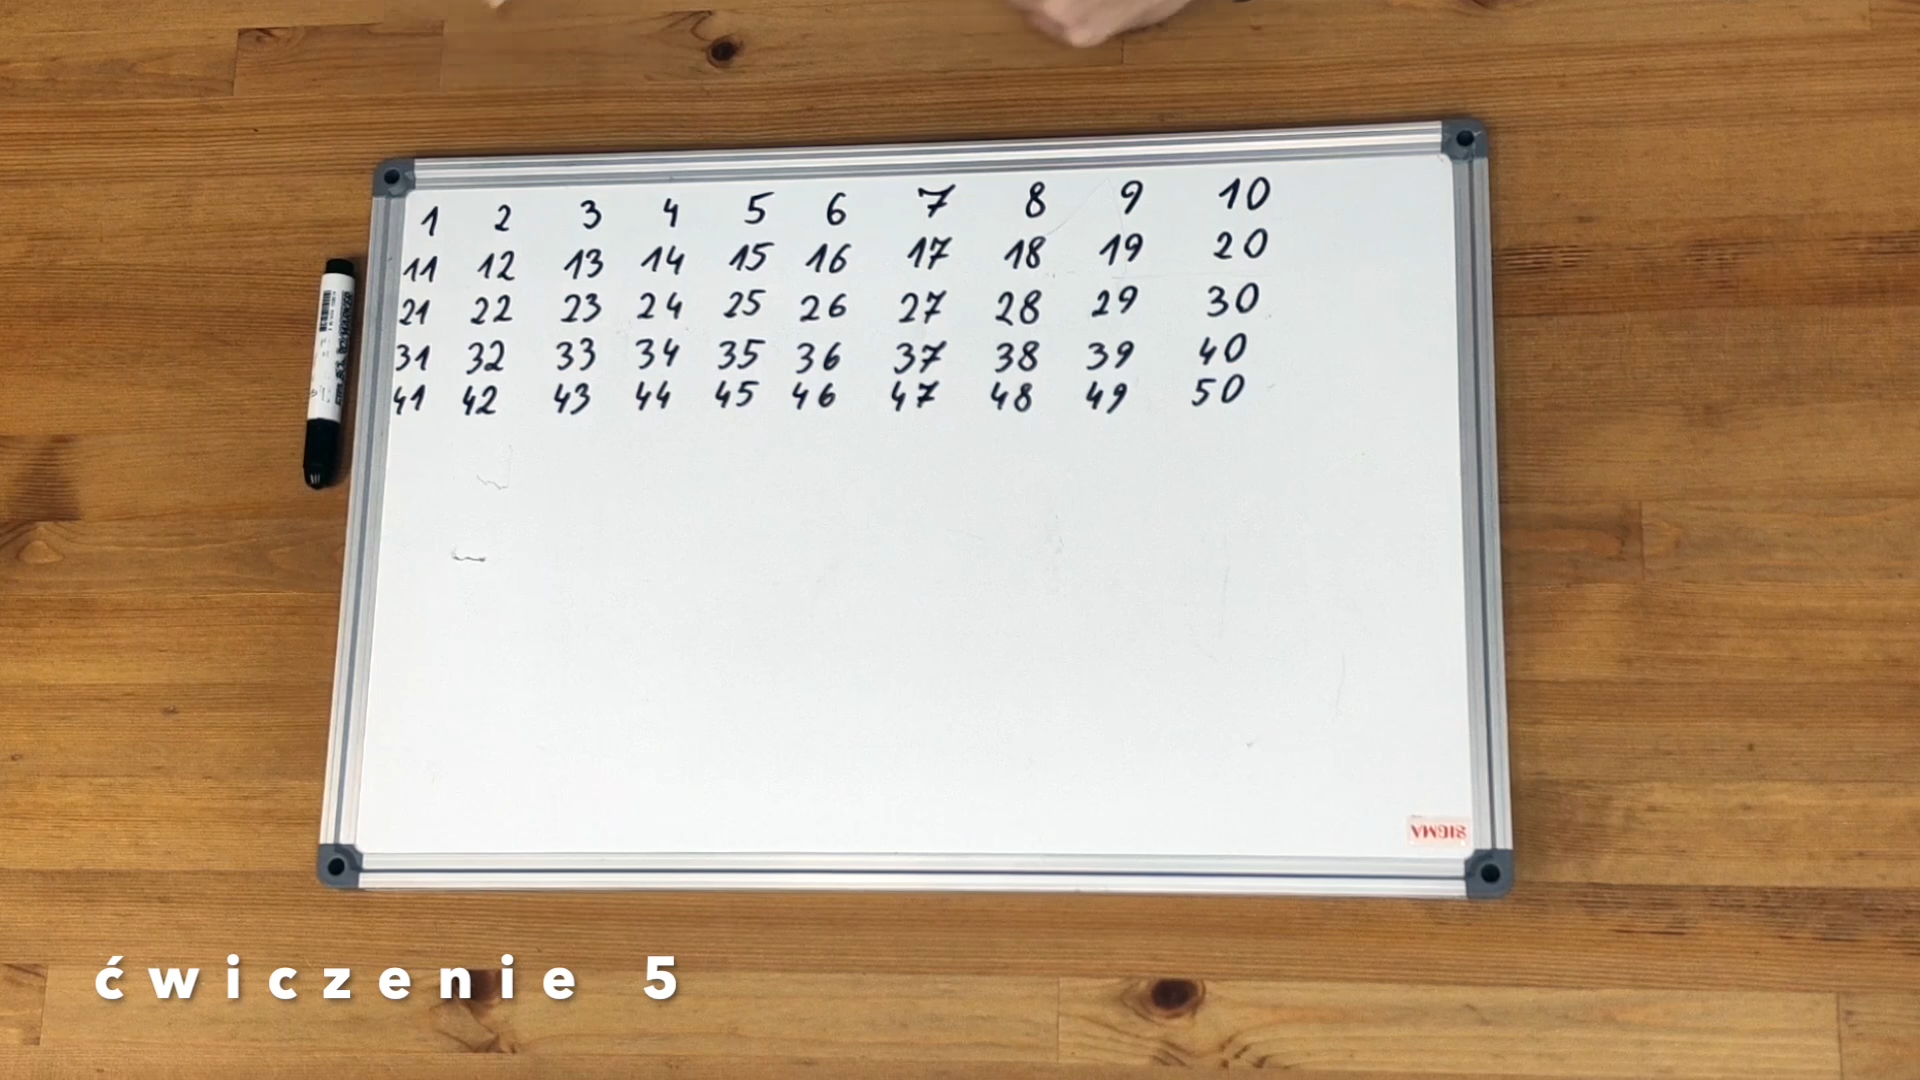 1 2 3 4 5 6 7 8 9 10
11 12 13 14 15 16 17 18 19 20
21 22 23 24 25 26 27 28 29 30
31 32 33 34 35 36 37 38 39 40
41 42 43 44 45 46 47 48 49 50
SIGMA
ćwiczenie 5